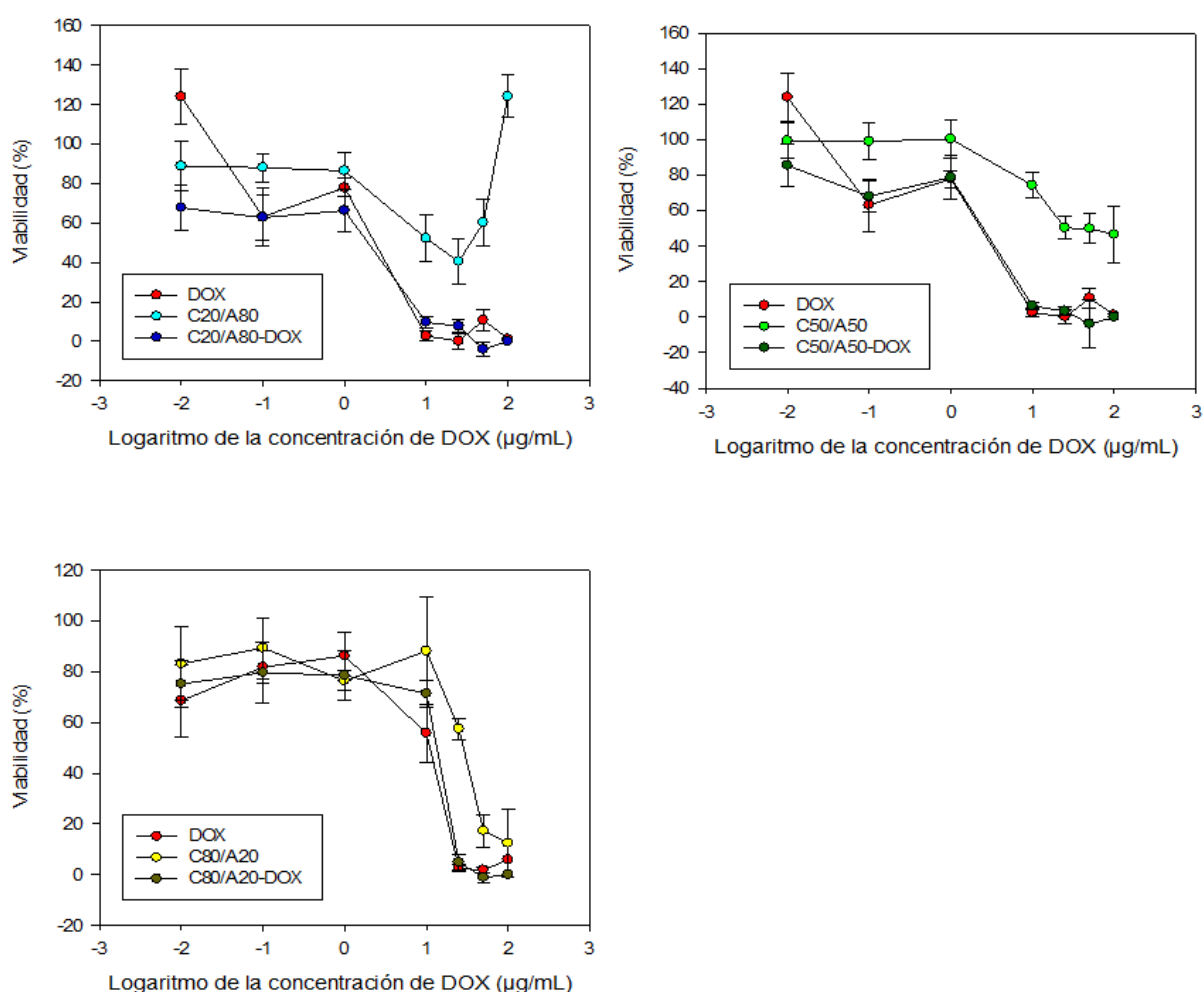 160
140
120
100
80
60
40
20
0
-20
Viabilidad (%)
DOX
C20/A80
C20/A80-DOX
-3 -2 -1 0 1 2 3
Logaritmo de la concentración de DOX (µg/mL)
160
140
120
100
80
60
40
20
0
-20
-40
Viabilidad (%)
DOX
C50/A50
C50/A50-DOX
-3 -2 -1 0 1 2 3
Logaritmo de la concentración de DOX (µg/mL)
120
100
80
60
40
20
0
-20
Viabilidad (%)
DOX
C80/A20
C80/A20-DOX
-3 -2 -1 0 1 2 3
Logaritmo de la concentración de DOX (µg/mL)